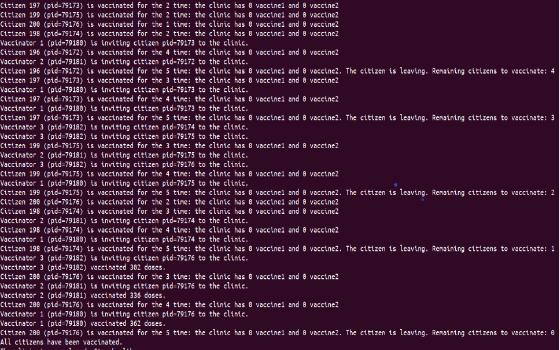 Citizen 197 (pid=79173) is vaccinated for the 2 time: the clinic has 0 vaccine1 and 0 vaccine2
Citizen 199 (pid=79175) is vaccinated for the 2 time: the clinic has 0 vaccine1 and 0 vaccine2
Citizen 200 (pid=79176) is vaccinated for the 1 time: the clinic has 0 vaccine1 and 0 vaccine2
Citizen 198 (pid=79174) is vaccinated for the 2 time: the clinic has 0 vaccine1 and 0 vaccine2
Vaccinator 1 (pid=79180) is inviting citizen pid=79173 to the clinic.
Citizen 196 (pid=79172) is vaccinated for the 4 time: the clinic has 0 vaccine1 and 0 vaccine2
Vaccinator 2 (pid=79181) is inviting citizen pid=79172 to the clinic.
Citizen 196 (pid=79172) is vaccinated for the 5 time: the clinic has 0 vaccine1 and 0 vaccine2. The citizen is leaving. Remaining citizens to vaccinate: 4
Citizen 197 (pid=79173) is vaccinated for the 3 time: the clinic has 0 vaccine1 and 0 vaccine2
Vaccinator 1 (pid=79180) is inviting citizen pid=79173 to the clinic.
Citizen 197 (pid=79173) is vaccinated for the 4 time: the clinic has 0 vaccine1 and 0 vaccine2
Vaccinator 1 (pid=79180) is inviting citizen pid=79173 to the clinic.
Citizen 197 (pid=79173) is vaccinated for the 5 time: the clinic has 0 vaccine1 and 0 vaccine2. The citizen is leaving. Remaining citizens to vaccinate: 3
Vaccinator 3 (pid=79182) is inviting citizen pid=79174 to the clinic.
Vaccinator 3 (pid=79182) is inviting citizen pid=79175 to the clinic.
Citizen 199 (pid=79175) is vaccinated for the 3 time: the clinic has 0 vaccine1 and 0 vaccine2
Vaccinator 2 (pid=79181) is inviting citizen pid=79175 to the clinic.
Vaccinator 3 (pid=79182) is inviting citizen pid=79176 to the clinic.
Citizen 199 (pid=79175) is vaccinated for the 4 time: the clinic has 0 vaccine1 and 0 vaccine2
Vaccinator 1 (pid=79180) is inviting citizen pid=79175 to the clinic.
Citizen 199 (pid=79175) is vaccinated for the 5 time: the clinic has 0 vaccine1 and 0 vaccine2. The citizen is leaving. Remaining citizens to vaccinate: 2
Citizen 200 (pid=79176) is vaccinated for the 2 time: the clinic has 0 vaccine1 and 0 vaccine2
Citizen 198 (pid=79174) is vaccinated for the 3 time: the clinic has 0 vaccine1 and 0 vaccine2
Vaccinator 2 (pid=79181) is inviting citizen pid=79174 to the clinic.
Citizen 198 (pid=79174) is vaccinated for the 4 time: the clinic has 0 vaccine1 and 0 vaccine2
Vaccinator 1 (pid=79180) is inviting citizen pid=79174 to the clinic.
Citizen 198 (pid=79174) is vaccinated for the 5 time: the clinic has 0 vaccine1 and 0 vaccine2. The citizen is leaving. Remaining citizens to vaccinate: 1
Vaccinator 3 (pid=79182) is inviting citizen pid=79176 to the clinic.
Vaccinator 3 (pid=79182) vaccinated 302 doses.
Citizen 200 (pid=79176) is vaccinated for the 3 time: the clinic has 0 vaccine1 and 0 vaccine2
Vaccinator 2 (pid=79181) is inviting citizen pid=79176 to the clinic.
Vaccinator 2 (pid=79181) vaccinated 336 doses.
Citizen 200 (pid=79176) is vaccinated for the 4 time: the clinic has 0 vaccine1 and 0 vaccine2
Vaccinator 1 (pid=79180) is inviting citizen pid=79176 to the clinic.
Vaccinator 1 (pid=79180) vaccinated 362 doses.
Citizen 200 (pid=79176) is vaccinated for the 5 time: the clinic has 0 vaccine1 and 0 vaccine2. The citizen is leaving. Remaining citizens to vaccinate: 0
All citizens have been vaccinated.